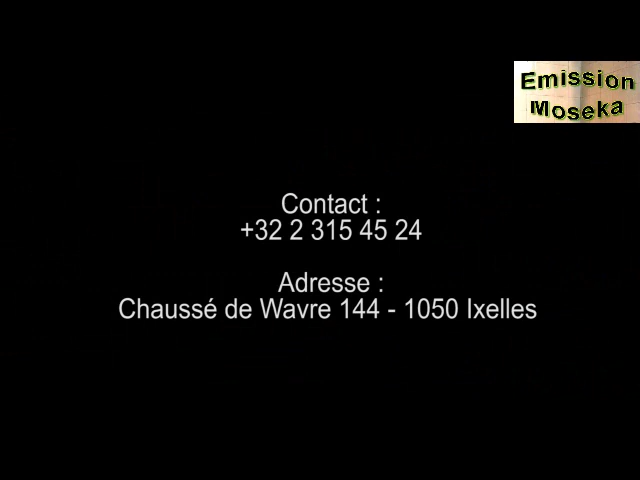 Emission
Moseka
Contact :
+32 2 315 45 24
Adresse :
Chaussé de Wavre 144 - 1050 Ixelles